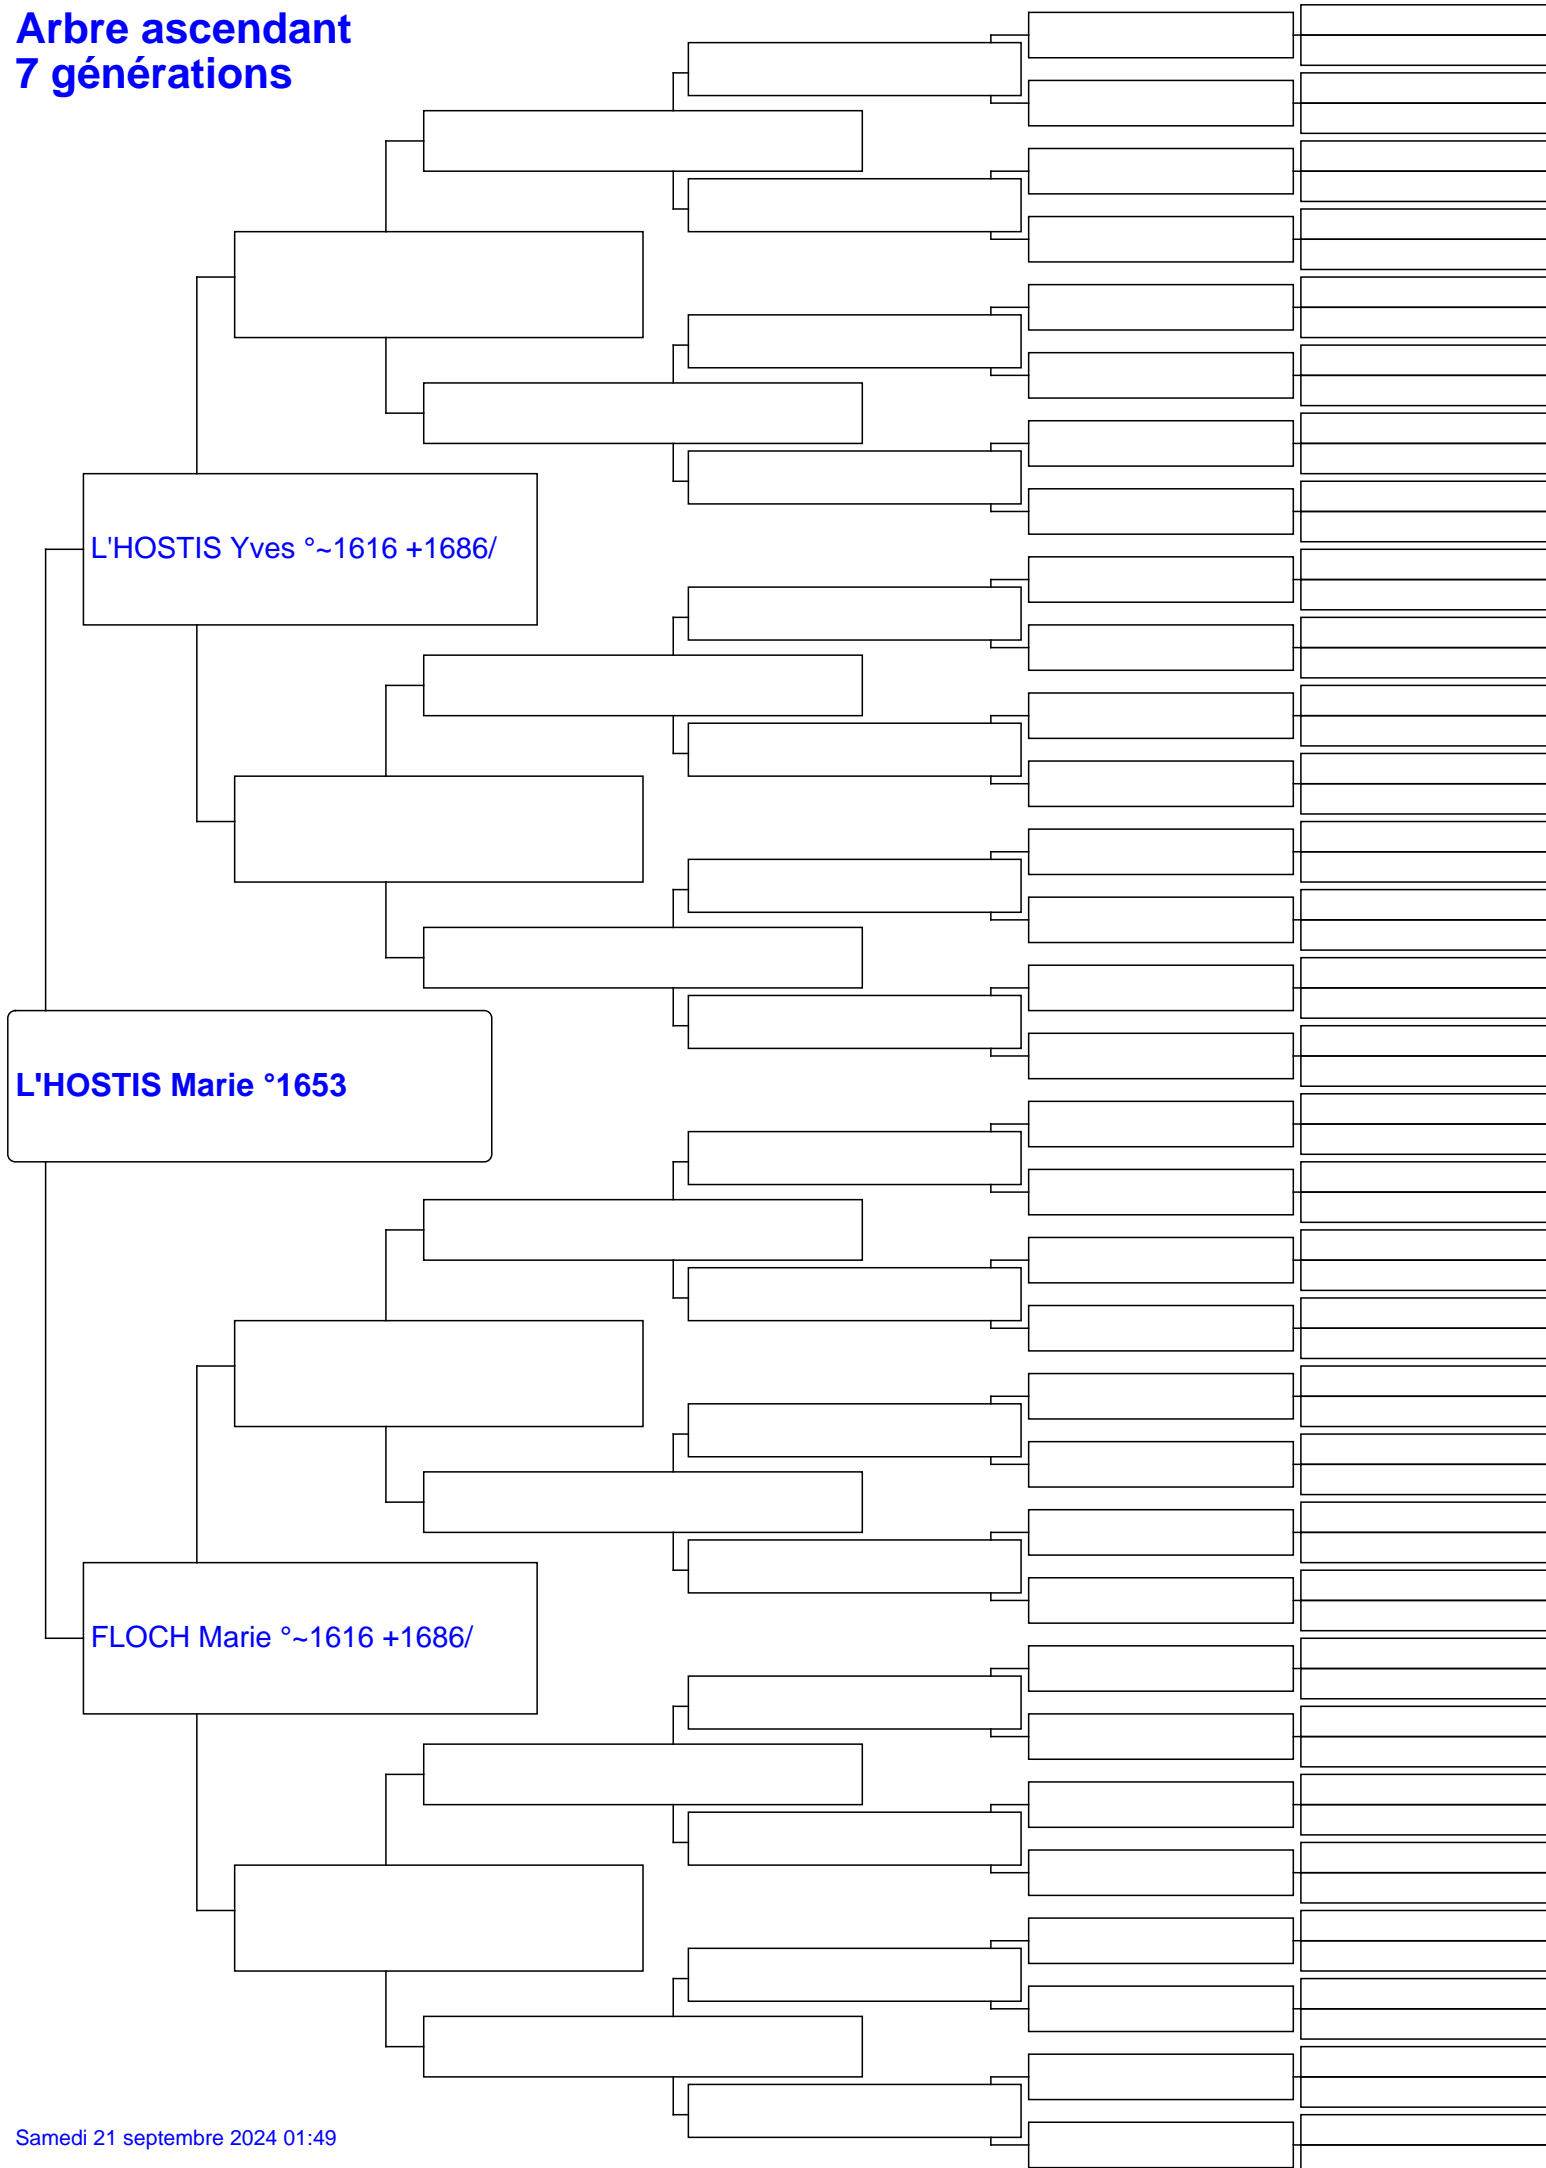 Arbre ascendant
7 générations
L'HOSTIS Yves °~1616 +1686/
L'HOSTIS Marie °1653
FLOCH Marie °~1616 +1686/
Samedi 21 septembre 2024 01:49